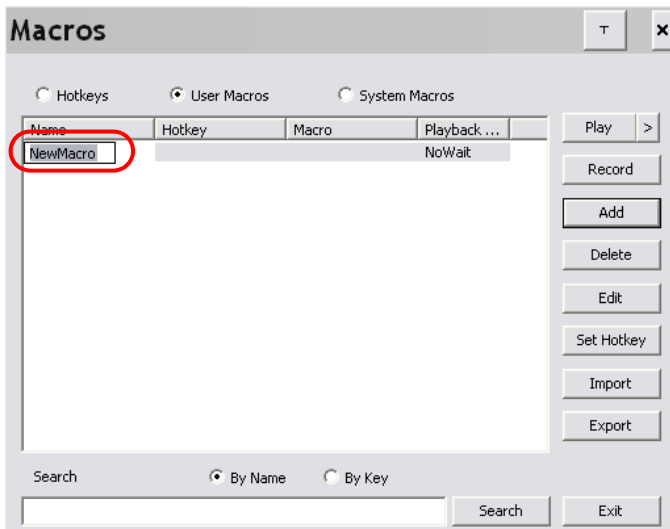 Macros
T x
Hotkeys User Macros System Macros
Name Hotkey Macro Playback ...
NewMacro NoWait
Play >
Record
Add
Delete
Edit
Set Hotkey
Import
Export
Search By Name By Key
Search Exit